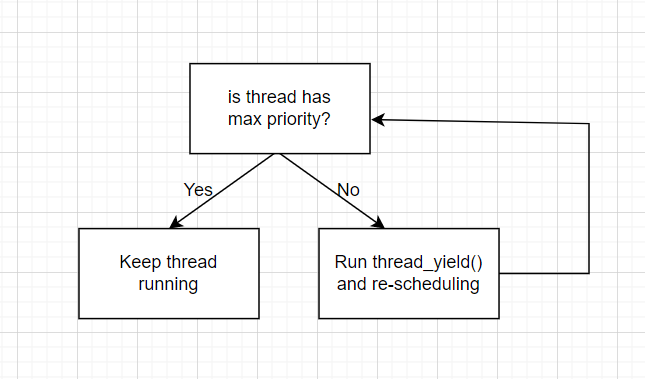 is thread has
max priority?
Yes
No
Keep thread
running
Run thread_yield()
and re-scheduling